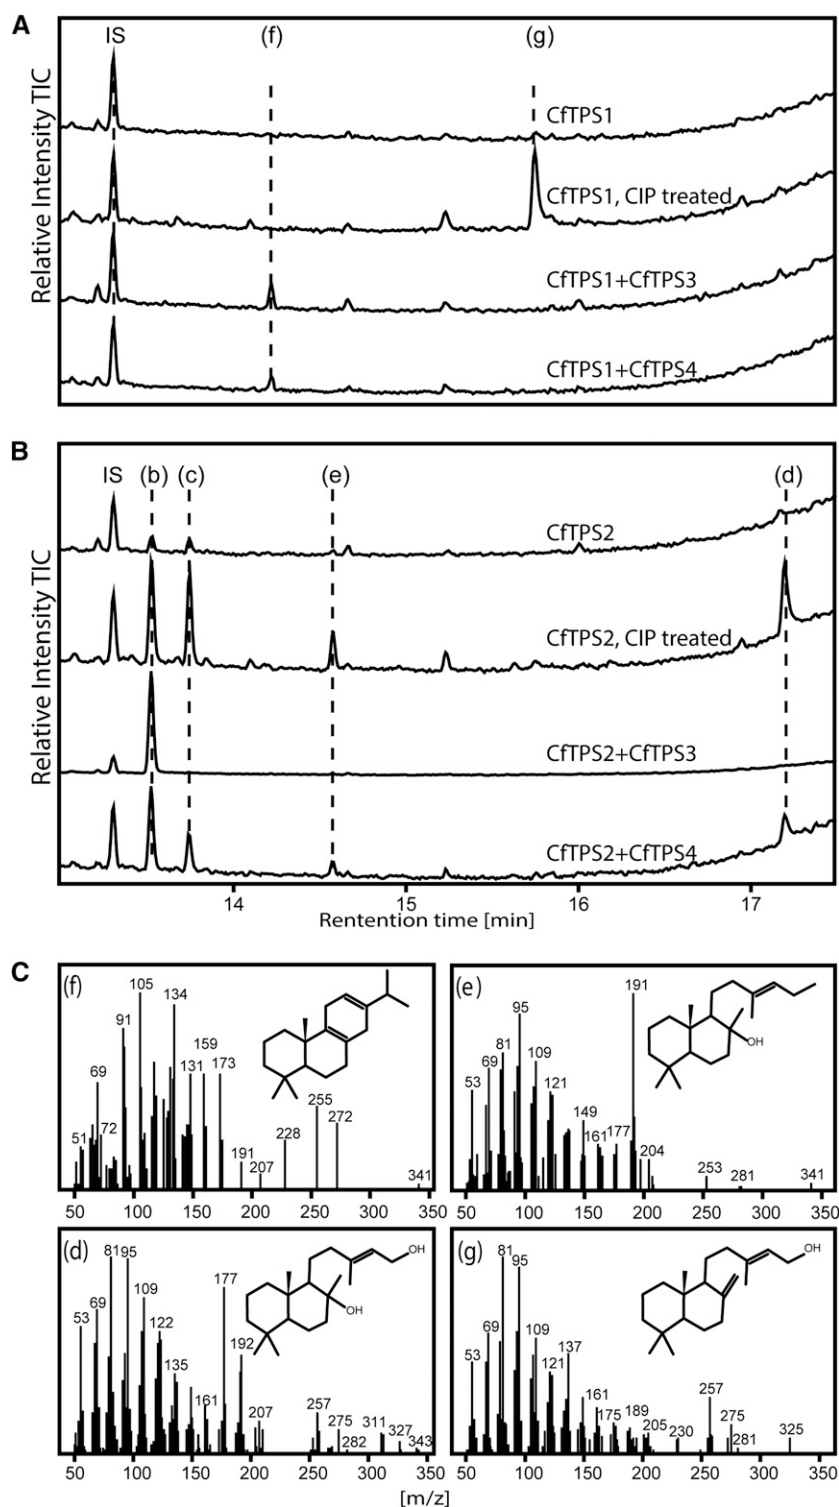 A
IS (f) (g)
Relative Intensity TIC
CfTPS1
CfTPS1, CIP treated
CfTPS1+CfTPS3
CfTPS1+CfTPS4
B
IS (b) (c) (e) (d)
Relative Intensity TIC
CfTPS2
CfTPS2, CIP treated
CfTPS2+CfTPS3
CfTPS2+CfTPS4
14 15 16 17
Rentention time [min]
C
(f)
105
134
91
69
131
159
173
255
272
51
72
228
191
207
341
50 100 150 200 250 300 350
(e)
191
95
81
69
109
53
121
149
161
177
204
253
281
341
OH
50 100 150 200 250 300 350
(d)
81
95
109
177
69
53
122
192
135
161
207
257
275
282
311
327
343
OH
OH
50 100 150 200 250 300 350
(g)
81
95
69
109
137
53
121
161
175
189
205
230
257
275
281
325
OH
50 100 150 200 250 300 350
[m/z]